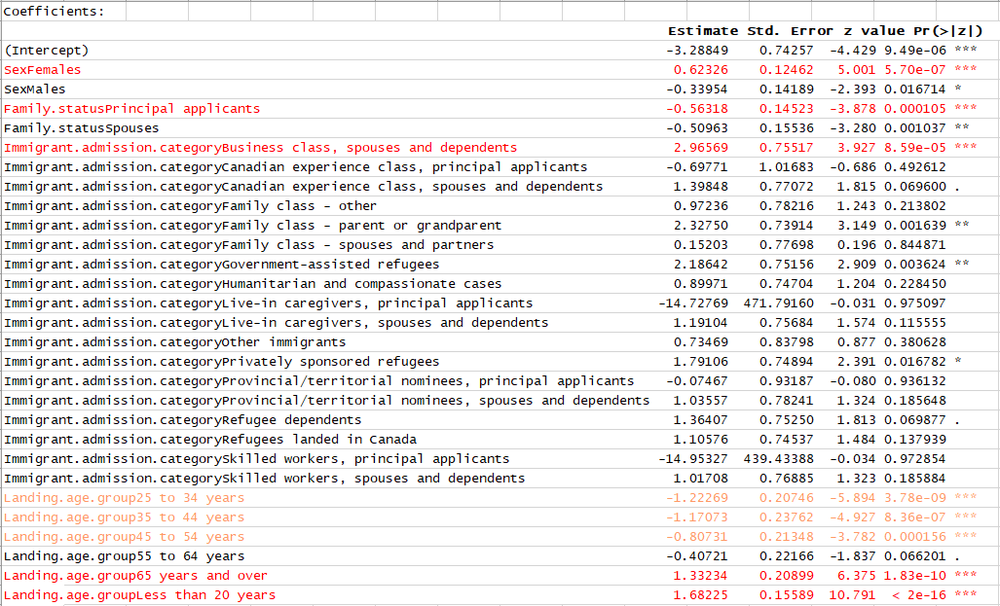 Coefficients:
Estimate Std. Error z value Pr(>|z|)
(Intercept) -3.28849 0.74257 -4.429 9.49e-06 ***
SexFemales 0.62326 0.12462 5.001 5.70e-07 ***
SexMales -0.33954 0.14189 -2.393 0.016714 *
Family.statusPrincipal applicants -0.56318 0.14523 -3.878 0.000105 ***
Family.statusSpouses -0.50963 0.15536 -3.280 0.001037 **
Immigrant.admission.categoryBusiness class, spouses and dependents 2.96569 0.75517 3.927 8.59e-05 ***
Immigrant.admission.categoryCanadian experience class, principal applicants -0.69771 1.01683 -0.686 0.492612
Immigrant.admission.categoryCanadian experience class, spouses and dependents 1.39848 0.77072 1.815 0.069600 .
Immigrant.admission.categoryFamily class - other 0.97236 0.78216 1.243 0.213802
Immigrant.admission.categoryFamily class - parent or grandparent 2.32750 0.73914 3.149 0.001639 **
Immigrant.admission.categoryFamily class - spouses and partners 0.15203 0.77698 0.196 0.844871
Immigrant.admission.categoryGovernment-assisted refugees 2.18642 0.75156 2.909 0.003624 **
Immigrant.admission.categoryHumanitarian and compassionate cases 0.89971 0.74704 1.204 0.228450
Immigrant.admission.categoryLive-in caregivers, principal applicants -14.72769 471.79160 -0.031 0.975097
Immigrant.admission.categoryLive-in caregivers, spouses and dependents 1.19104 0.75684 1.574 0.115555
Immigrant.admission.categoryOther immigrants 0.73469 0.83798 0.877 0.380628
Immigrant.admission.categoryPrivately sponsored refugees 1.79106 0.74894 2.391 0.016782 *
Immigrant.admission.categoryProvincial/territorial nominees, principal applicants -0.07467 0.93187 -0.080 0.936132
Immigrant.admission.categoryProvincial/territorial nominees, spouses and dependents 1.03557 0.78241 1.324 0.185648
Immigrant.admission.categoryRefugee dependents 1.36407 0.75250 1.813 0.069877 .
Immigrant.admission.categoryRefugees landed in Canada 1.10576 0.74537 1.484 0.137939
Immigrant.admission.categorySkilled workers, principal applicants -14.95327 439.43388 -0.034 0.972854
Immigrant.admission.categorySkilled workers, spouses and dependents 1.01708 0.76885 1.323 0.185884
Landing.age.group25 to 34 years -1.22269 0.20746 -5.894 3.78e-09 ***
Landing.age.group35 to 44 years -1.17073 0.23762 -4.927 8.36e-07 ***
Landing.age.group45 to 54 years -0.80731 0.21348 -3.782 0.000156 ***
Landing.age.group55 to 64 years -0.40721 0.22166 -1.837 0.066201 .
Landing.age.group65 years and over 1.33234 0.20899 6.375 1.83e-10 ***
Landing.age.groupLess than 20 years 1.68225 0.15589 10.791 < 2e-16 ***